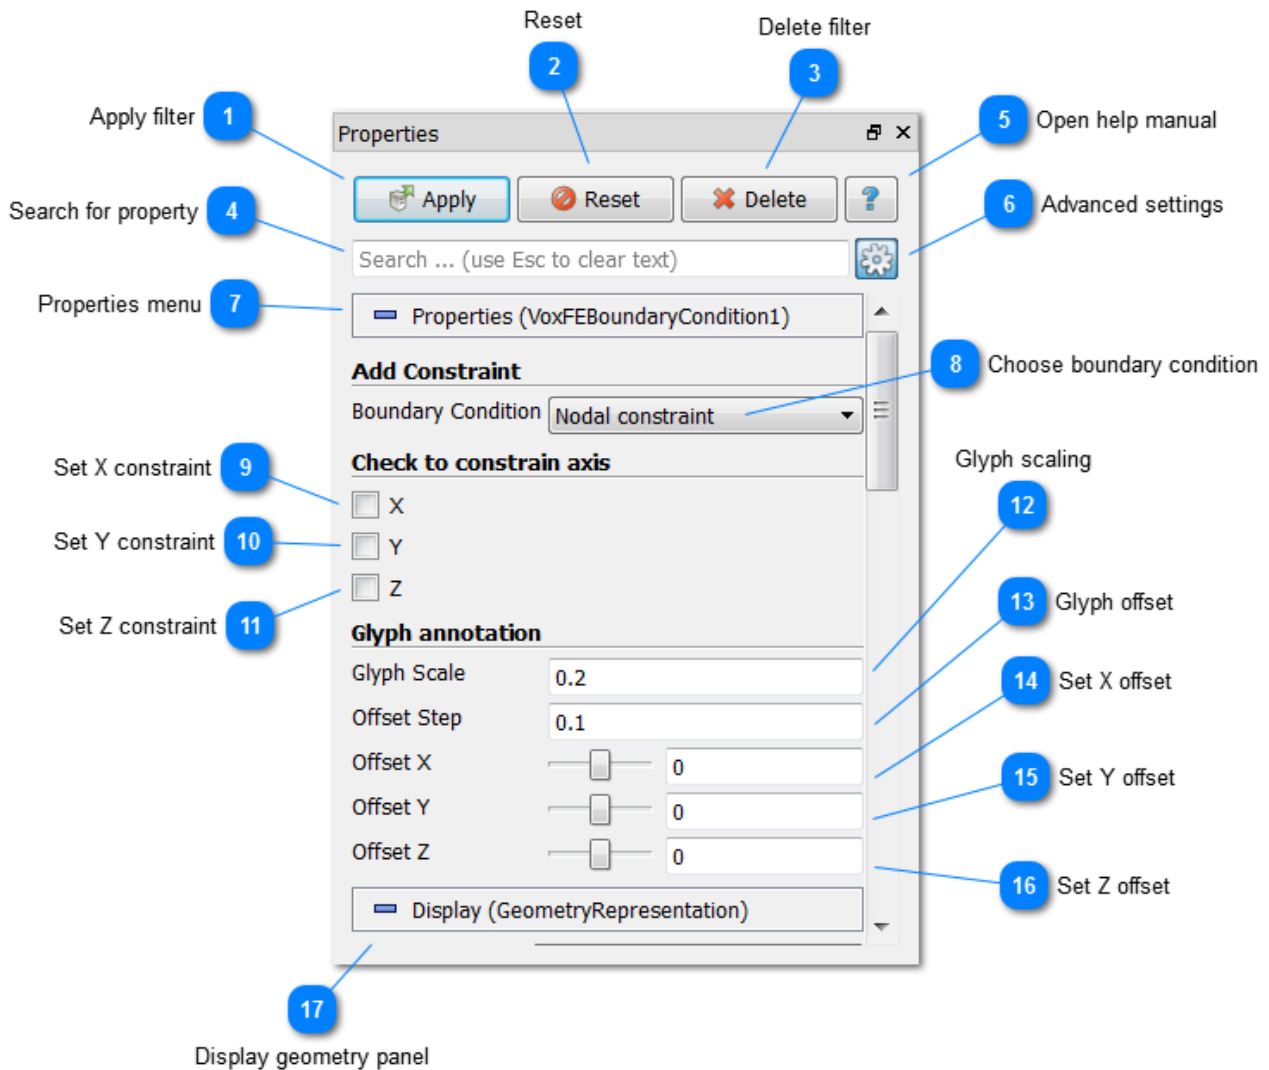 Reset
2
Delete filter
3
Apply filter 1
5 Open help manual
Properties
Apply Reset Delete ?
Search for property 4
6 Advanced settings
Search ... (use Esc to clear text)
Properties menu 7
Properties (VoxFEBoundaryCondition1)
Add Constraint
8 Choose boundary condition
Boundary Condition Nodal constraint
Check to constrain axis
Set X constraint 9
X
Glyph scaling
12
Set Y constraint 10
Y
Z
Set Z constraint 11
13 Glyph offset
Glyph annotation
Glyph Scale 0.2
14 Set X offset
Offset Step 0.1
Offset X 0
15 Set Y offset
Offset Y 0
Offset Z 0
16 Set Z offset
Display (GeometryRepresentation)
17
Display geometry panel